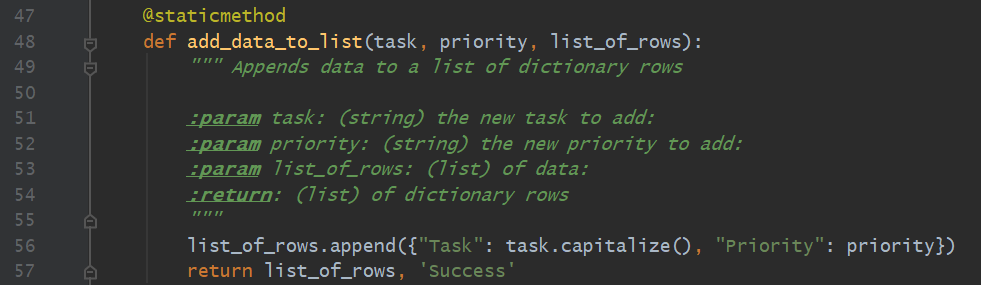 47 @staticmethod
48 def add_data_to_list(task, priority, list_of_rows):
49 """ Appends data to a list of dictionary rows
50
51 :param task: (string) the new task to add:
52 :param priority: (string) the new priority to add:
53 :param list_of_rows: (list) of data:
54 :return: (list) of dictionary rows
55 """
56 list_of_rows.append({"Task": task.capitalize(), "Priority": priority})
57 return list_of_rows, 'Success'